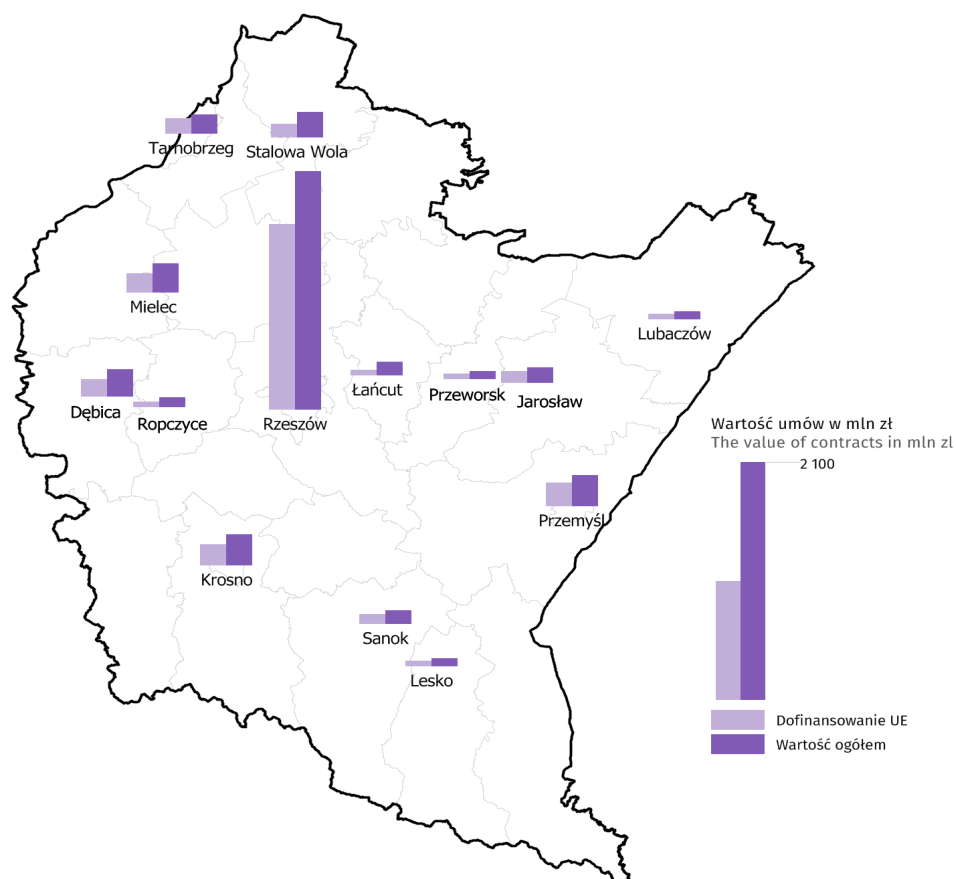 Tarnobrzeg
Stalowa Wola
Mielec
Lubaczów
Dębica
Ropczyce
Rzeszów
Łańcut
Przeworsk
Jarosław
Przemyśl
Krosno
Sanok
Lesko
Wartość umów w mln zł
The value of contracts in mln zl
2 100
Dofinansowanie UE
Wartość ogółem